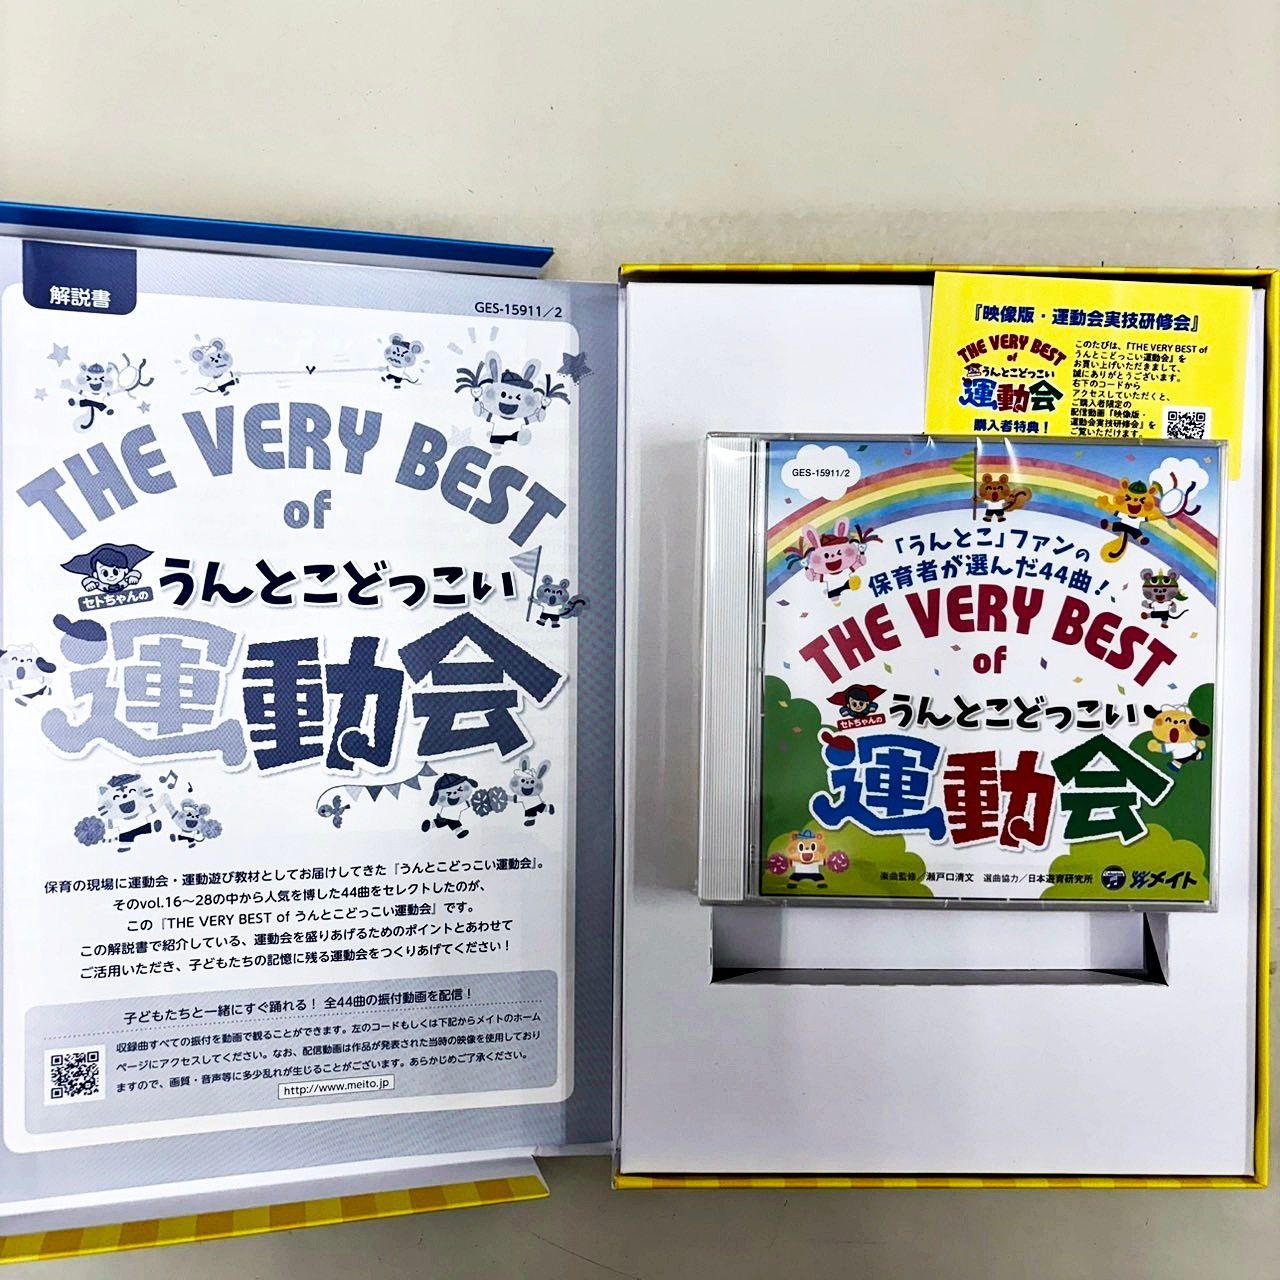 解説書
GES-15911/2
THE VERY BEST
of
セトちゃんの
うんとこどっこい
運動会
保育の現場に運動会・運動遊び教材としてお届けしてきた『うんとこどっこい運動会』。
そのvol.16〜28の中から人気を博した44曲をセレクトしたのが、
この『THE VERY BEST of うんとこどっこい運動会』です。
この解説書で紹介している、運動会を盛りあげるためのポイントとあわせて
ご活用いただき、子どもたちの記憶に残る運動会をつくりあげてください！
子どもたちと一緒にすぐ踊れる！ 全44曲の振付動画を配信！
収録曲すべての振付を動画で観ることができます。左のコードもしくは下記からメイトのホーム
ページにアクセスしてください。なお、配信動画は作品が発表された当時の映像を使用しており
ますので、画質・音声等に多少乱れが生じることがございます。あらかじめご了承ください。
http://www.meito.jp
『映像版・運動会実技研修会』
THE VERY BEST
of
うんとこどっこい
運動会
購入者特典！
このたびは、『THE VERY BEST of
うんとこどっこい運動会』を
お買い上げいただきまして、
誠にありがとうございます。
右下のコードから
アクセスしていただくと、
ご購入者限定の
配信動画「映像版・
運動会実技研修会」を
ご覧いただけます。
GES-15911/2
「うんとこ」ファンの
保育者が選んだ44曲！
THE VERY BEST
of
セトちゃんの
うんとこどっこい
運動会
楽曲監修／瀬戸口清文 選曲協力／日本遊育研究所
メイト